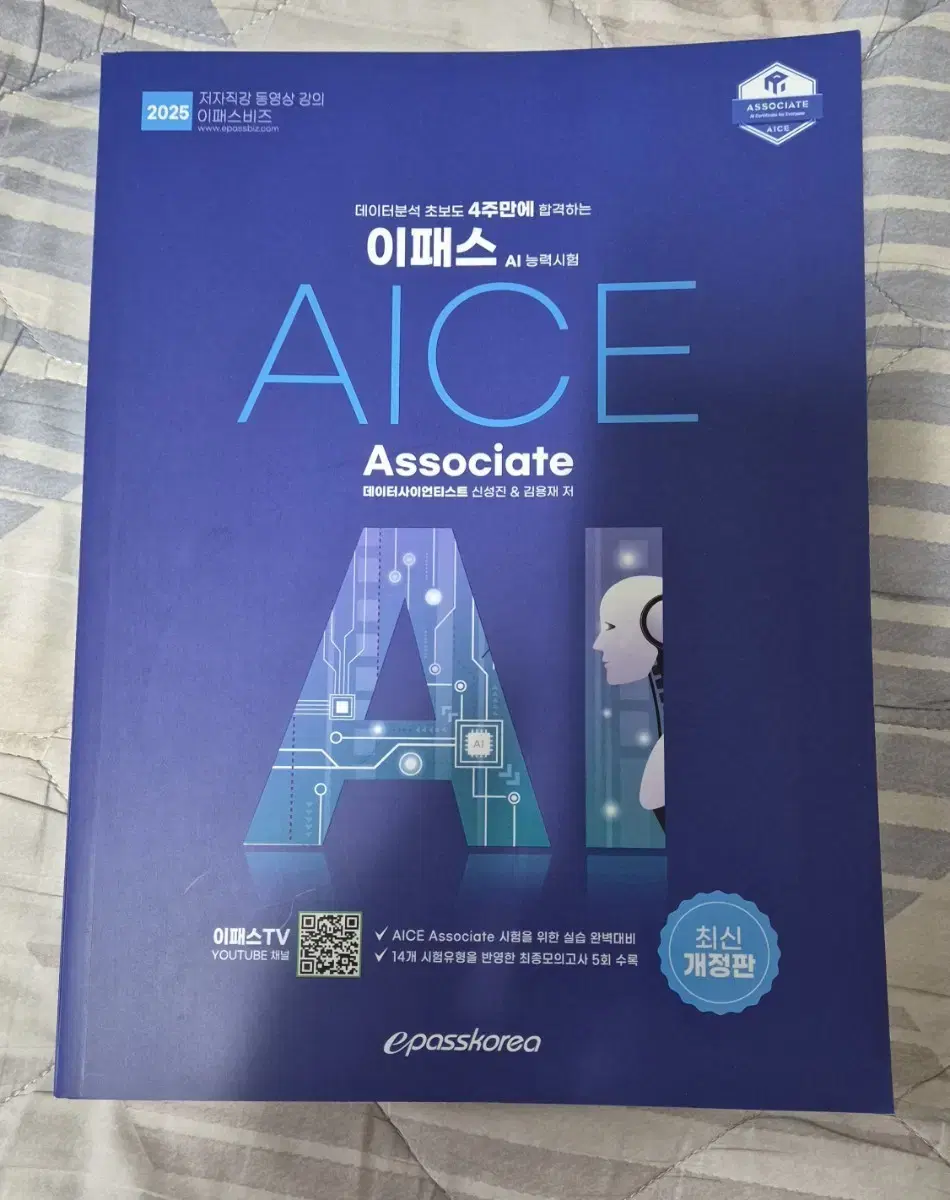 2025
저자직강 동영상 강의
이패스비즈
www.epassbiz.com
ASSOCIATE
AI Certificate for Everyone
AICE
데이터분석 초보도 4주만에 합격하는
이패스 AI 능력시험
AICE
Associate
데이터사이언티스트 신성진 & 김용재 저
AI
AI
이패스TV
YOUTUBE 채널
AICE Associate 시험을 위한 실습 완벽대비
14개 시험유형을 반영한 최종모의고사 5회 수록
최신
개정판
epasskorea